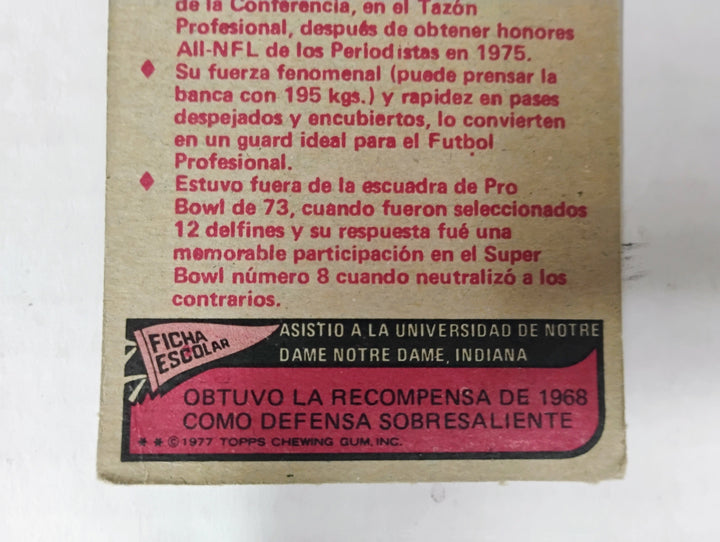 de la Conferencia, en el Tazón
Profesional, después de obtener honores
All-NFL de los Periodistas en 1975.
♦ Su fuerza fenomenal (puede prensar la
banca con 195 kgs.) y rapidez en pases
despejados y encubiertos, lo convierten
en un guard ideal para el Futbol
Profesional.
♦ Estuvo fuera de la escuadra de Pro
Bowl de 73, cuando fueron seleccionados
12 delfines y su respuesta fué una
memorable participación en el Super
Bowl número 8 cuando neutralizó a los
contrarios.
FICHA
ESCOLAR
ASISTIO A LA UNIVERSIDAD DE NOTRE
DAME NOTRE DAME, INDIANA
OBTUVO LA RECOMPENSA DE 1968
COMO DEFENSA SOBRESALIENTE
* * © 1977 TOPPS CHEWING GUM, INC.